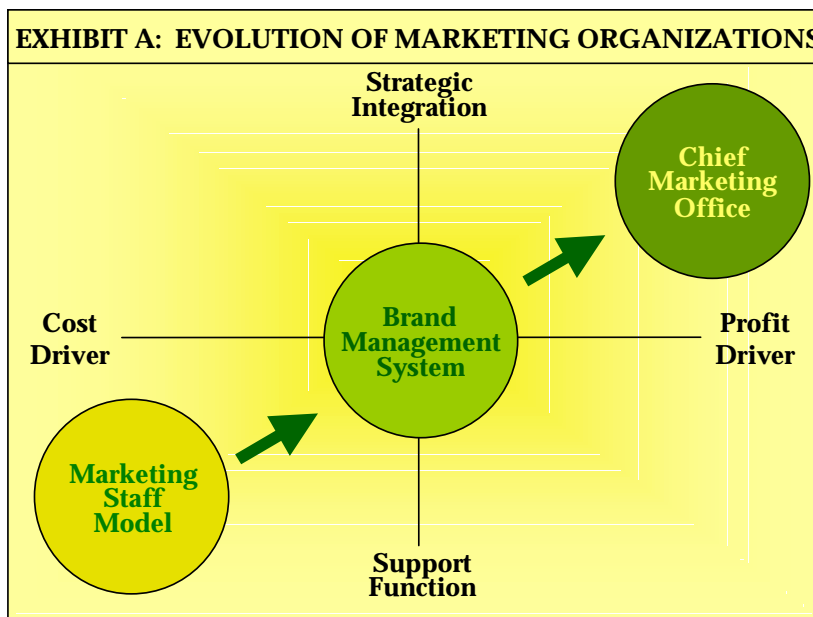 EXHIBIT A: EVOLUTION OF MARKETING ORGANIZATIONS
Strategic
Integration
Chief
Marketing
Office
Cost
Driver
Brand
Management
System
Profit
Driver
Marketing
Staff
Model
Support
Function